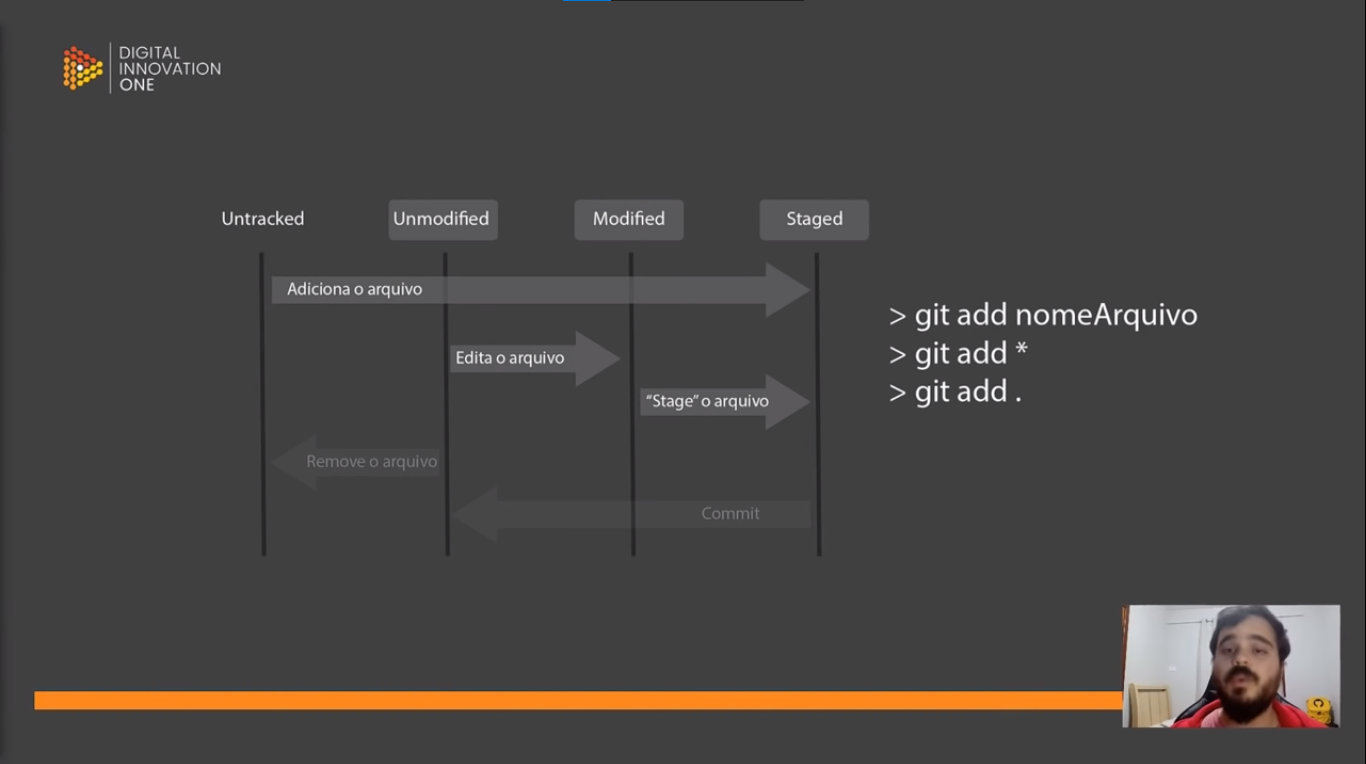 DIGITAL
INNOVATION
ONE
Untracked
Unmodified
Modified
Staged
Adiciona o arquivo
Edita o arquivo
“Stage” o arquivo
Remove o arquivo
Commit
> git add nomeArquivo
> git add *
> git add .